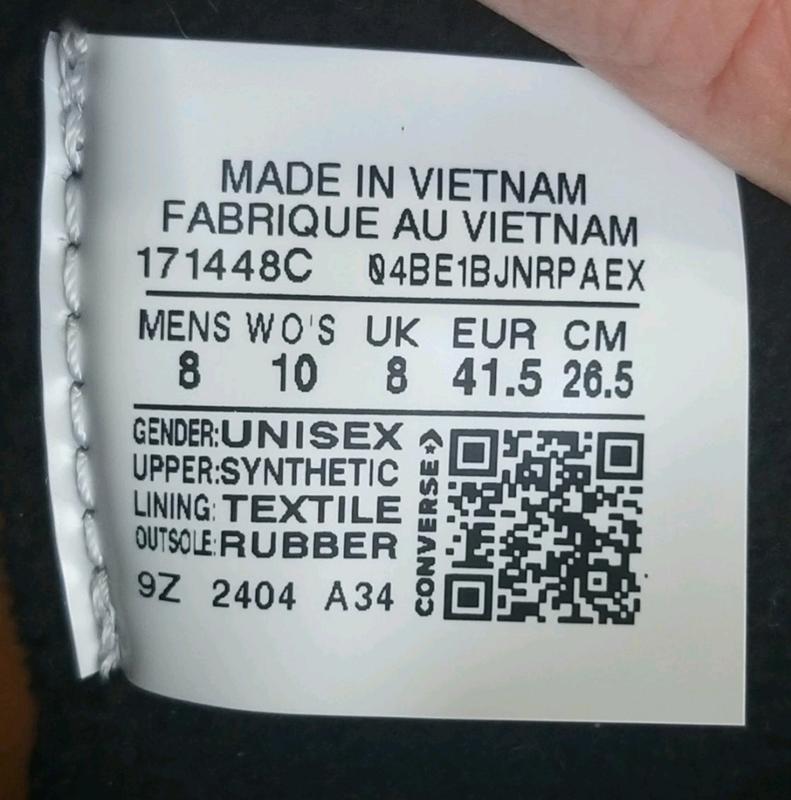 MADE IN VIETNAM
FABRIQUE AU VIETNAM
171448C 04BE1BJNRPAEX
MENS WO'S UK EUR CM
8 10 8 41.5 26.5
GENDER:UNISEX
UPPER:SYNTHETIC
LINING:TEXTILE
OUTSOLE:RUBBER
9Z 2404 A34
CONVERSE